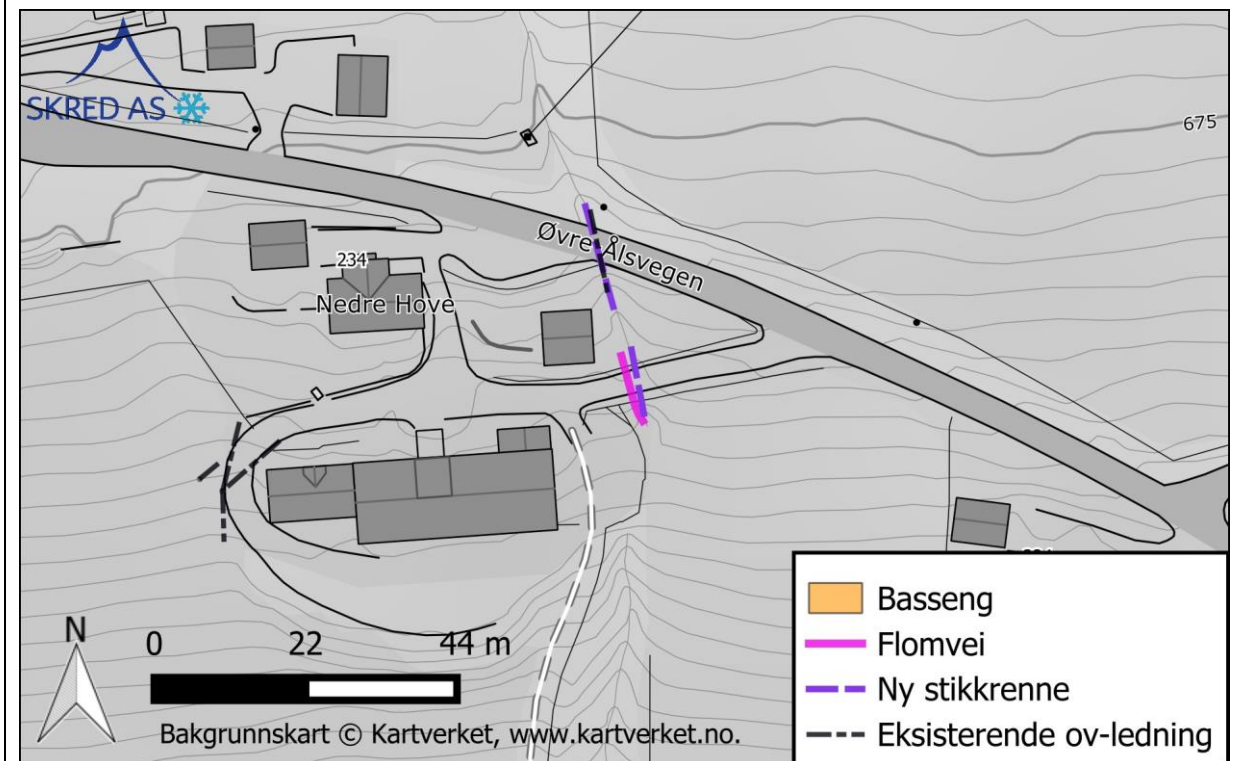 SKRED AS
675
Øvre Ålsvegen
234
Nedre Hove
N
0 22 44 m
Bakgrunnskart © Kartverket, www.kartverket.no.
Basseng
Flomvei
Ny stikkrenne
Eksisterende ov-ledning